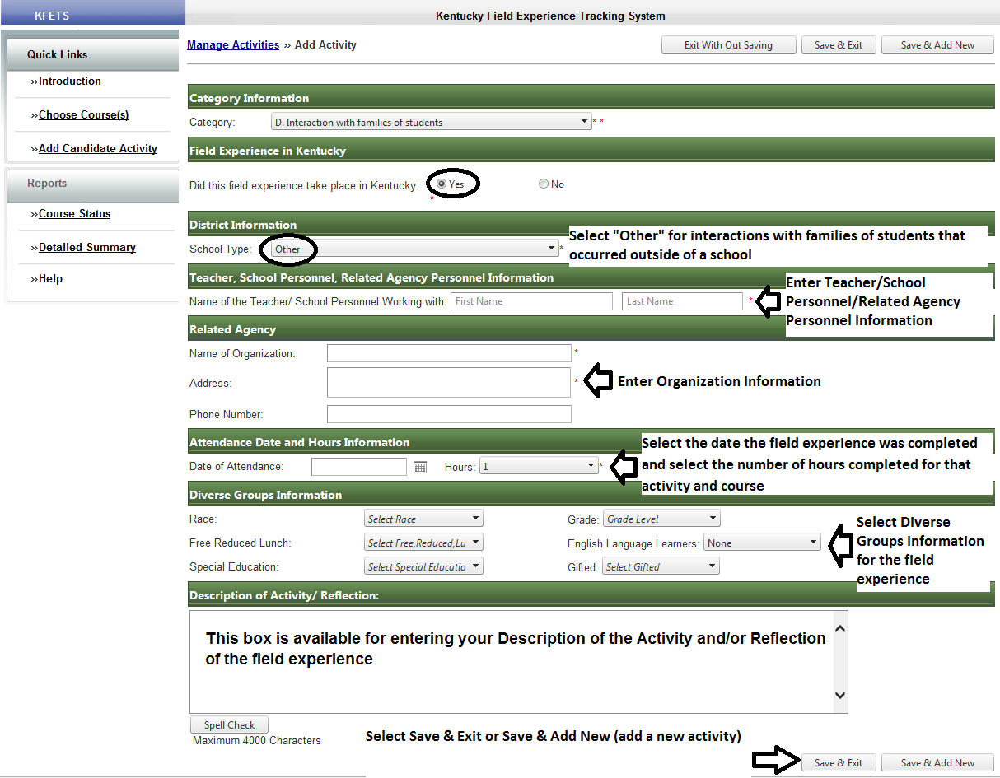 KFETS
Kentucky Field Experience Tracking System
Quick Links
»Introduction
»Choose Course(s)
»Add Candidate Activity
Reports
»Course Status
»Detailed Summary
»Help
Manage Activities » Add Activity
Exit With Out Saving
Save & Exit
Save & Add New
Category Information
Category: D. Interaction with families of students * *
Field Experience in Kentucky
Did this field experience take place in Kentucky: Yes No
*
District Information
School Type: Other *
Select "Other" for interactions with families of students that
occurred outside of a school
Teacher, School Personnel, Related Agency Personnel Information
Name of the Teacher/ School Personnel Working with: First Name Last Name *
Enter Teacher/School
Personnel/Related Agency
Personnel Information
Related Agency
Name of Organization: *
Address: *
Enter Organization Information
Phone Number:
Attendance Date and Hours Information
Date of Attendance: Hours: 1 *
Select the date the field experience was completed
and select the number of hours completed for that
activity and course
Diverse Groups Information
Race: Select Race Grade: Grade Level
Free Reduced Lunch: Select Free,Reduced,Lu English Language Learners: None
Special Education: Select Special Educatio Gifted: Select Gifted
Select Diverse
Groups Information
for the field
experience
Description of Activity/ Reflection:
This box is available for entering your Description of the Activity and/or Reflection
of the field experience
Spell Check
Maximum 4000 Characters
Select Save & Exit or Save & Add New (add a new activity)
Save & Exit
Save & Add New